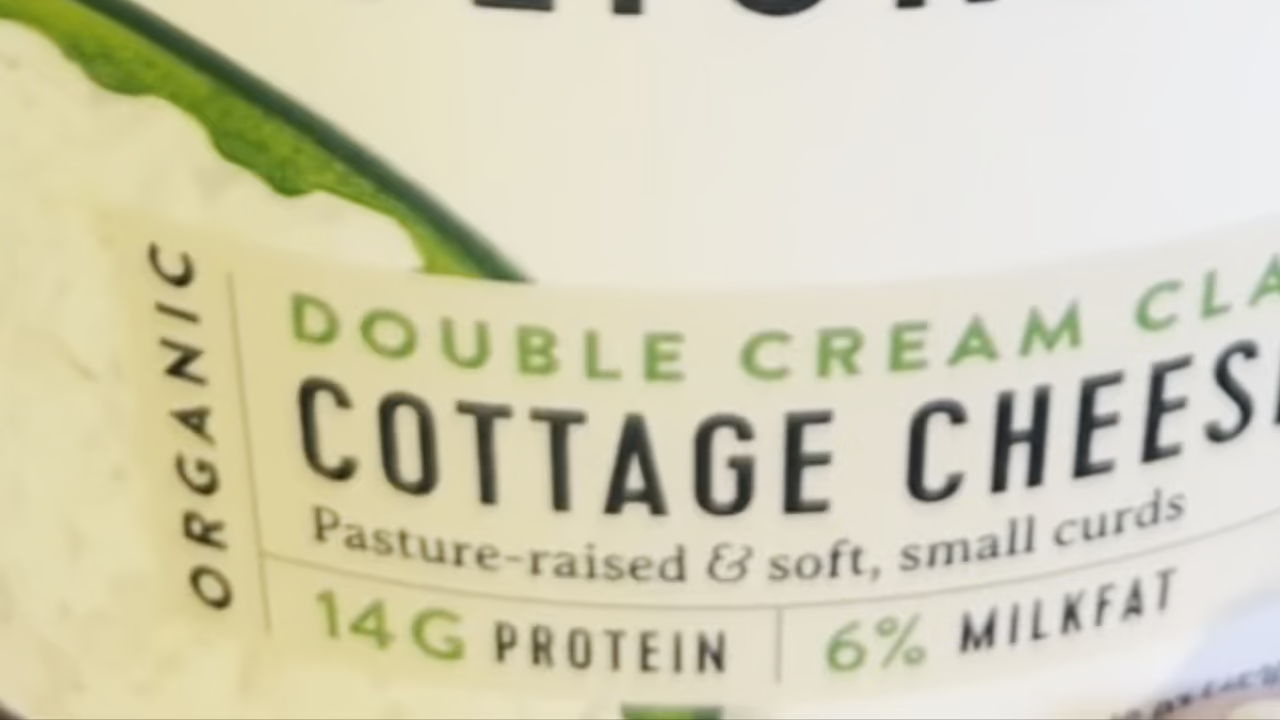 ORGANIC
DOUBLE CREAM
COTTAGE
Pasture-raised & soft, small curds
14G PROTEIN
6% MILKFAT